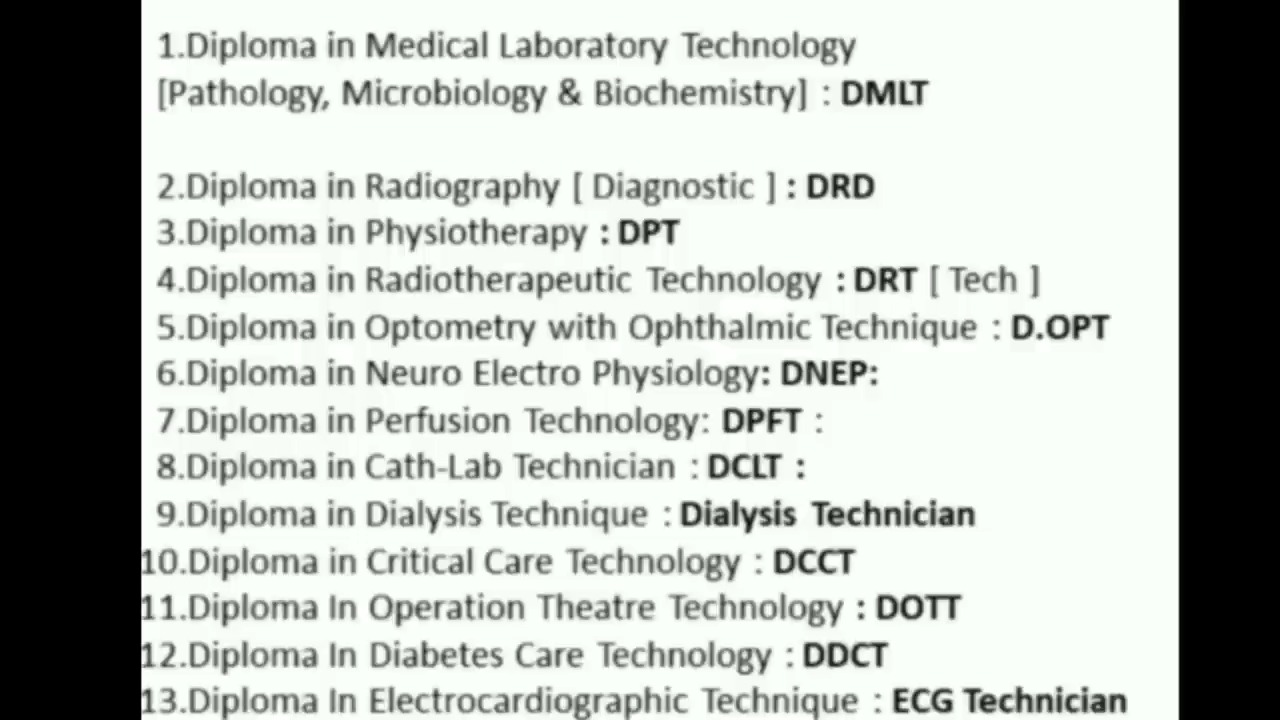 1.Diploma in Medical Laboratory Technology
[Pathology, Microbiology & Biochemistry] : DMLT
2.Diploma in Radiography [ Diagnostic ] : DRD
3.Diploma in Physiotherapy : DPT
4.Diploma in Radiotherapeutic Technology : DRT [ Tech ]
5.Diploma in Optometry with Ophthalmic Technique : D.OPT
6.Diploma in Neuro Electro Physiology: DNEP:
7.Diploma in Perfusion Technology: DPFT :
8.Diploma in Cath-Lab Technician : DCLT :
9.Diploma in Dialysis Technique : Dialysis Technician
10.Diploma in Critical Care Technology : DCCT
11.Diploma In Operation Theatre Technology : DOTT
12.Diploma In Diabetes Care Technology : DDCT
13.Diploma In Electrocardiographic Technique : ECG Technician